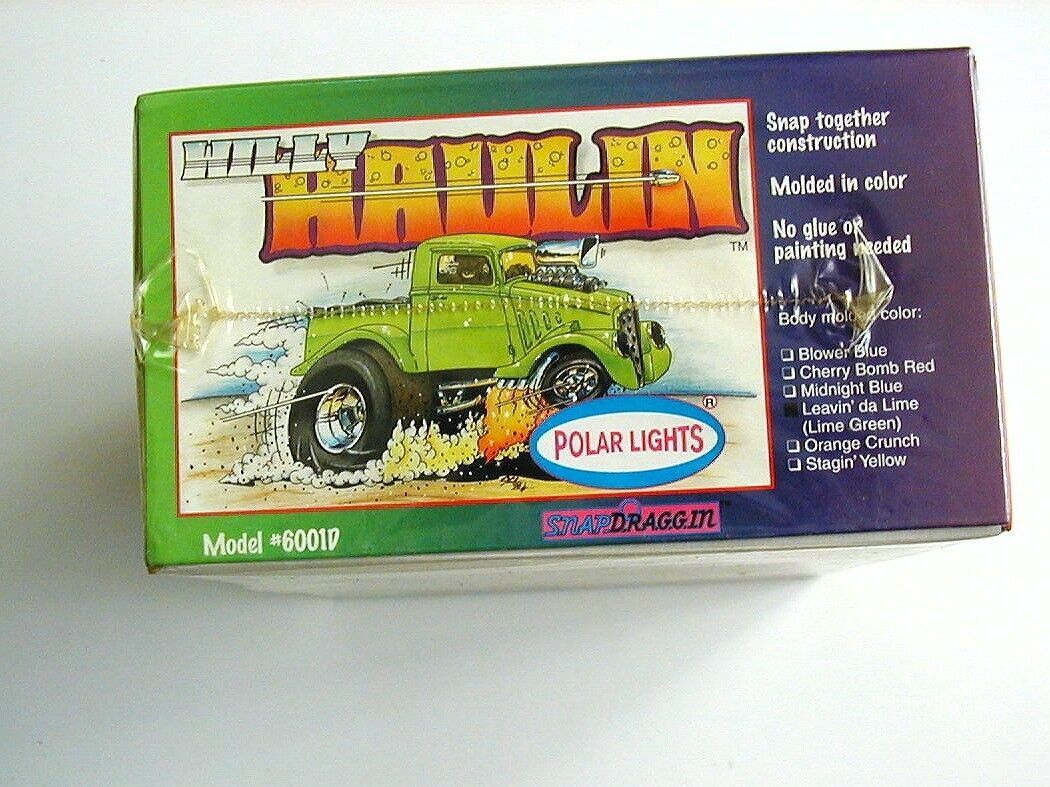 WILLY
HAULIN
TM
POLAR LIGHTS
®
SNAPDRAGGIN
Model #6001D
Snap together
construction
Molded in color
No glue or
painting needed
Body molded color:
❑ Blower Blue
❑ Cherry Bomb Red
❑ Midnight Blue
■ Leavin' da Lime
(Lime Green)
❑ Orange Crunch
❑ Stagin' Yellow